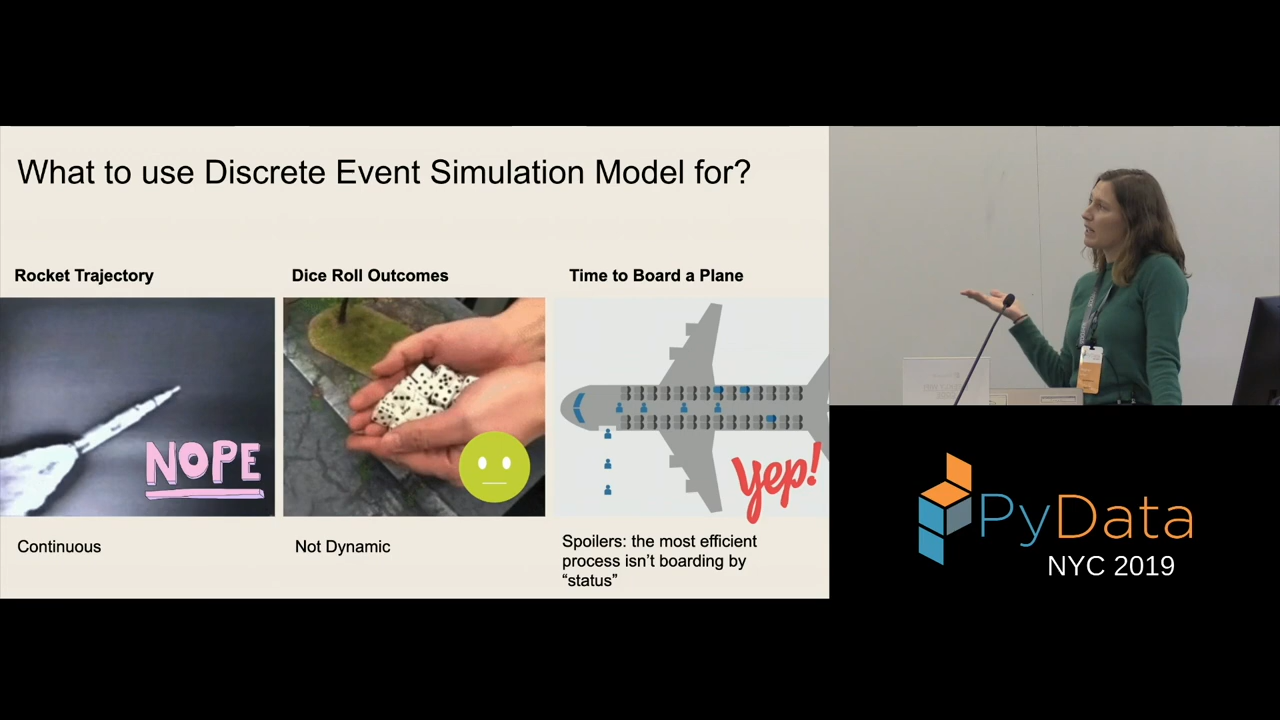 What to use Discrete Event Simulation Model for?
Rocket Trajectory
Dice Roll Outcomes
Time to Board a Plane
NOPE
yep!
Continuous
Not Dynamic
Spoilers: the most efficient
process isn’t boarding by
“status”
PyData
NYC 2019